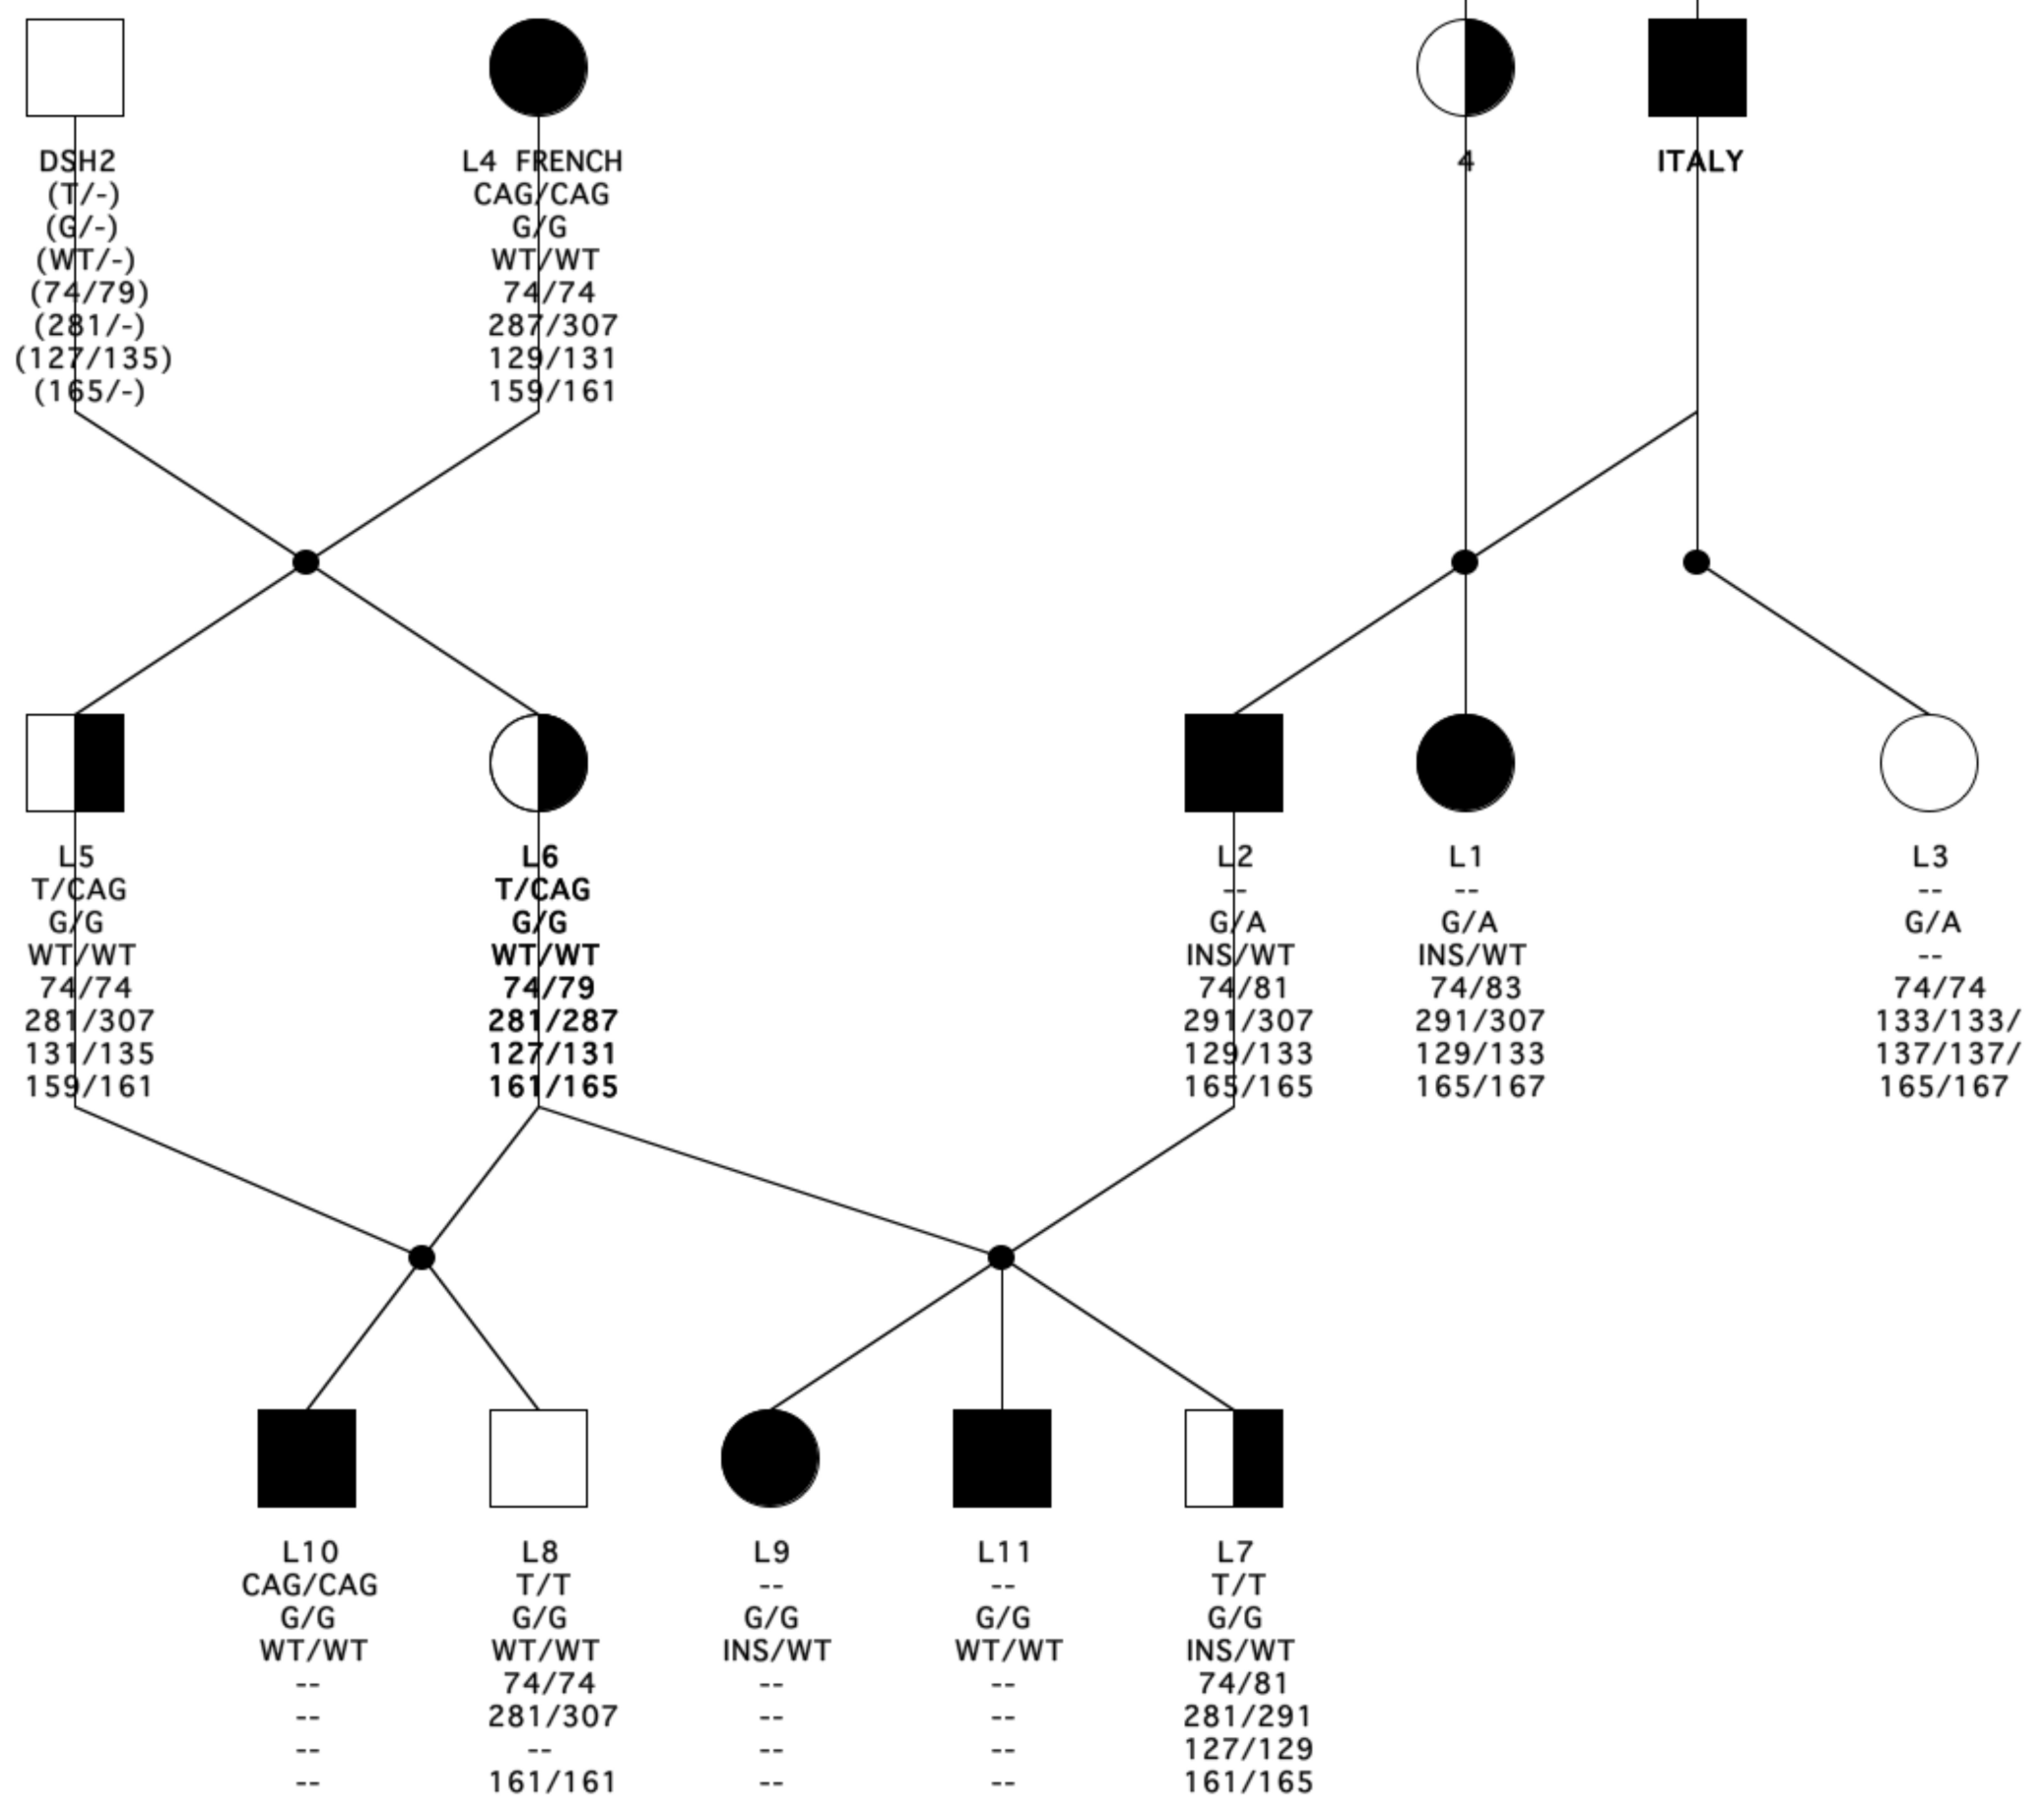 DSH2
(T/-)
(G/-)
(WT/-)
(74/79)
(281/-)
(127/135)
(165/-)
L4 FRENCH
CAG/CAG
G/G
WT/WT
74/74
287/307
129/131
159/161
4
ITALY
L5
T/CAG
G/G
WT/WT
74/74
281/307
131/135
159/161
L6
T/CAG
G/G
WT/WT
74/79
281/287
127/131
161/165
L2
--
G/A
INS/WT
74/81
291/307
129/133
165/165
L1
--
G/A
INS/WT
74/83
291/307
129/133
165/167
L3
--
G/A
--
74/74
133/133/
137/137/
165/167
L10
CAG/CAG
G/G
WT/WT
--
--
--
--
L8
T/T
G/G
WT/WT
74/74
281/307
--
161/161
L9
--
G/G
INS/WT
--
--
--
--
L11
--
G/G
WT/WT
--
--
--
--
L7
T/T
G/G
INS/WT
74/81
281/291
127/129
161/165